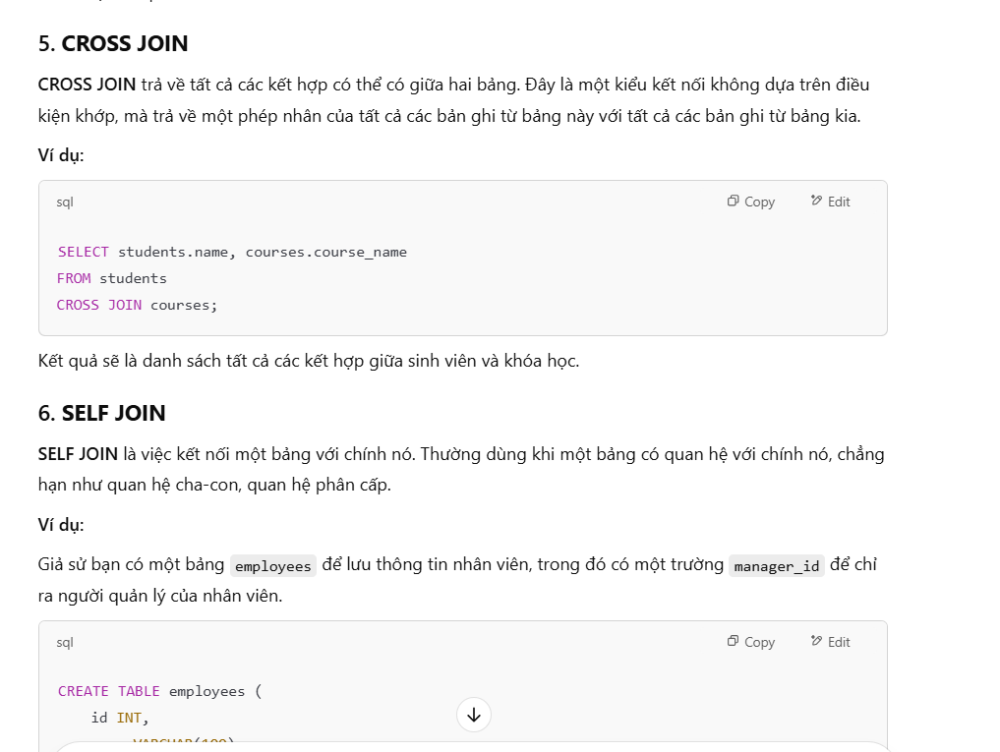 5. CROSS JOIN
CROSS JOIN trả về tất cả các kết hợp có thể có giữa hai bảng. Đây là một kiểu kết nối không dựa trên điều
kiện khớp, mà trả về một phép nhân của tất cả các bản ghi từ bảng này với tất cả các bản ghi từ bảng kia.
Ví dụ:
sql Copy Edit
SELECT students.name, courses.course_name
FROM students
CROSS JOIN courses;
Kết quả sẽ là danh sách tất cả các kết hợp giữa sinh viên và khóa học.
6. SELF JOIN
SELF JOIN là việc kết nối một bảng với chính nó. Thường dùng khi một bảng có quan hệ với chính nó, chẳng
hạn như quan hệ cha-con, quan hệ phân cấp.
Ví dụ:
Giả sử bạn có một bảng employees để lưu thông tin nhân viên, trong đó có một trường manager_id để chỉ
ra người quản lý của nhân viên.
sql Copy Edit
CREATE TABLE employees (
id INT,
VARCHAR(100)